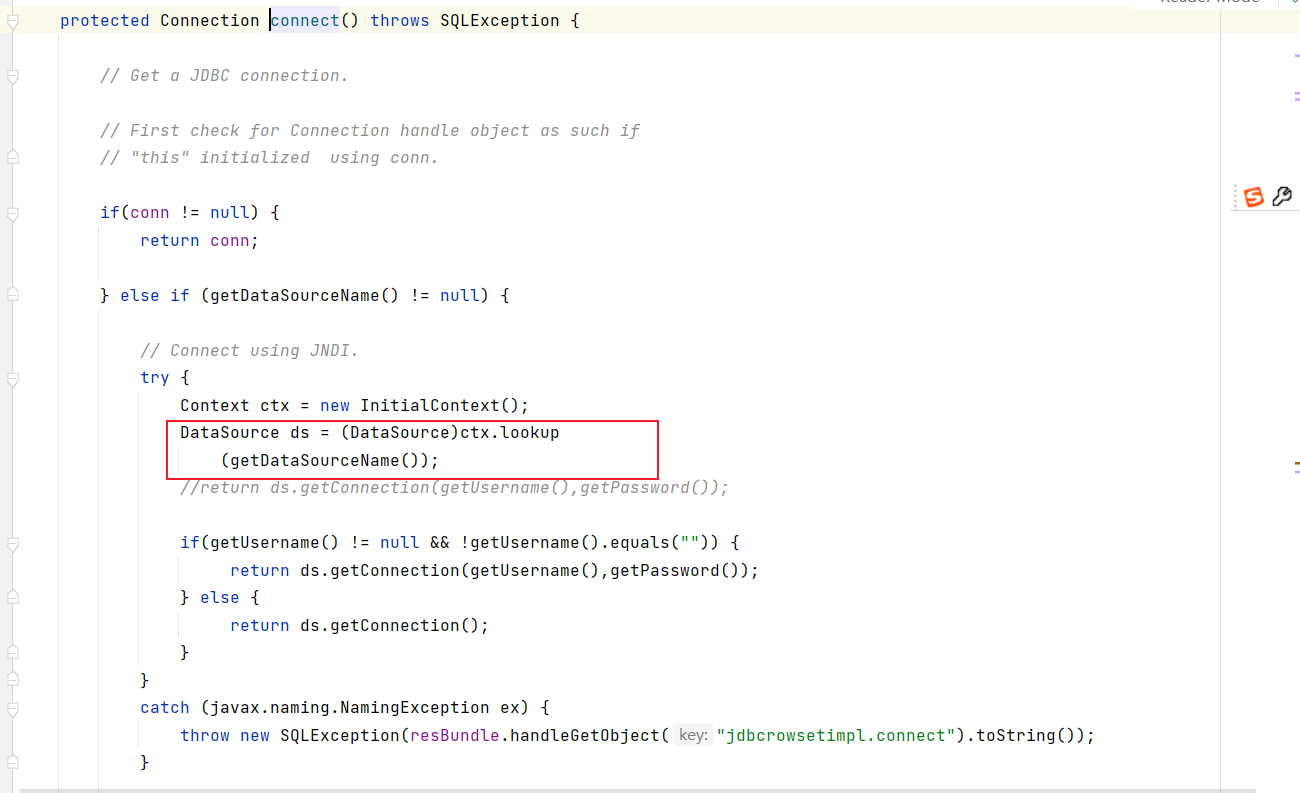 Reader Mode
protected Connection connect() throws SQLException {
// Get a JDBC connection.
// First check for Connection handle object as such if
// "this" initialized  using conn.
if(conn != null) {
return conn;
} else if (getDataSourceName() != null) {
// Connect using JNDI.
try {
Context ctx = new InitialContext();
DataSource ds = (DataSource)ctx.lookup
(getDataSourceName());
//return ds.getConnection(getUsername(),getPassword());
if(getUsername() != null && !getUsername().equals("")) {
return ds.getConnection(getUsername(),getPassword());
} else {
return ds.getConnection();
}
}
catch (javax.naming.NamingException ex) {
throw new SQLException(resBundle.handleGetObject( key: "jdbcrowsetimpl.connect").toString());
}